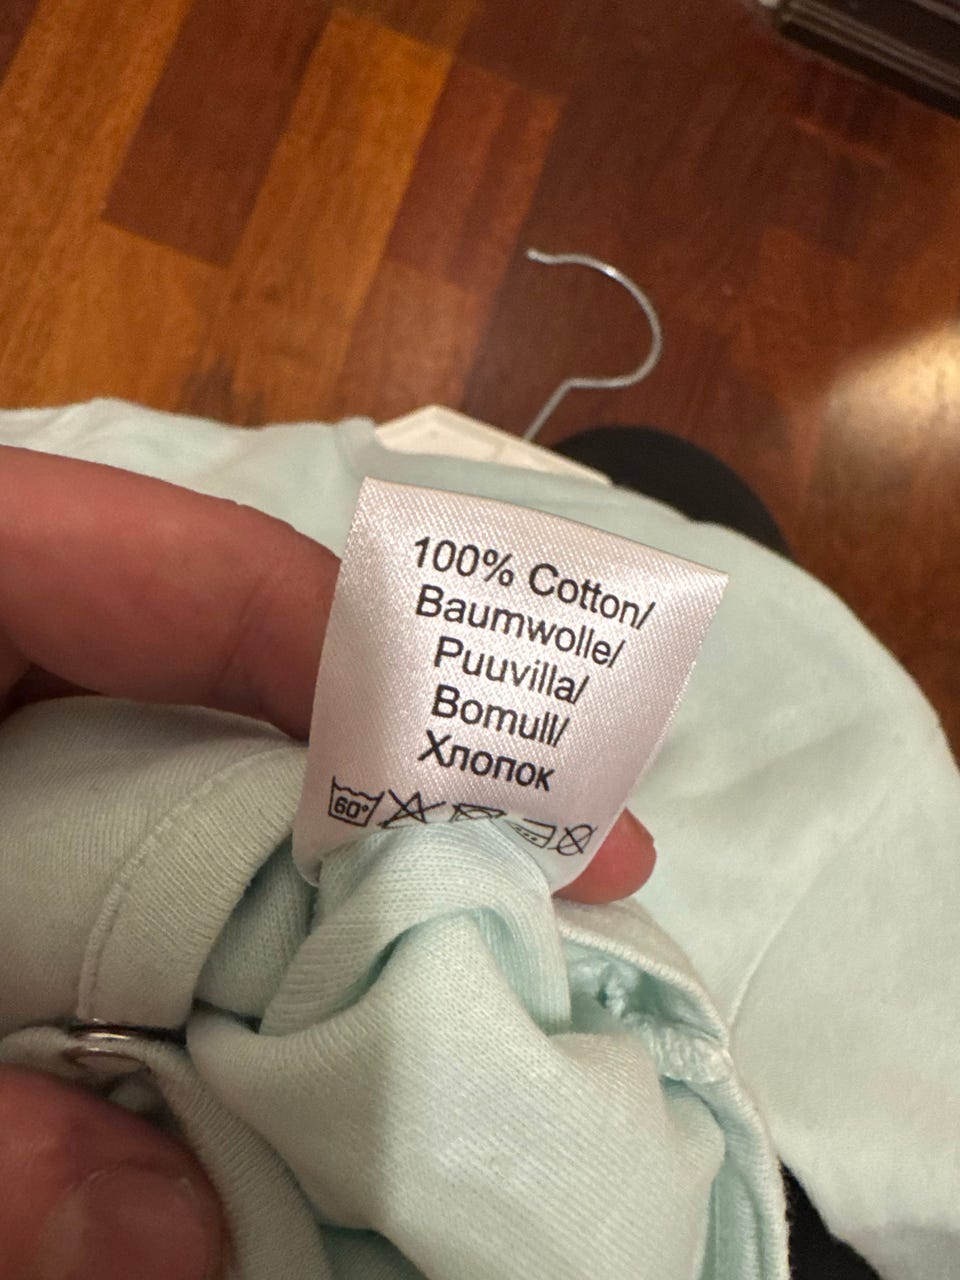 100% Cotton/
Baumwolle/
Puuvilla/
Bomull/
Хлопок
60°